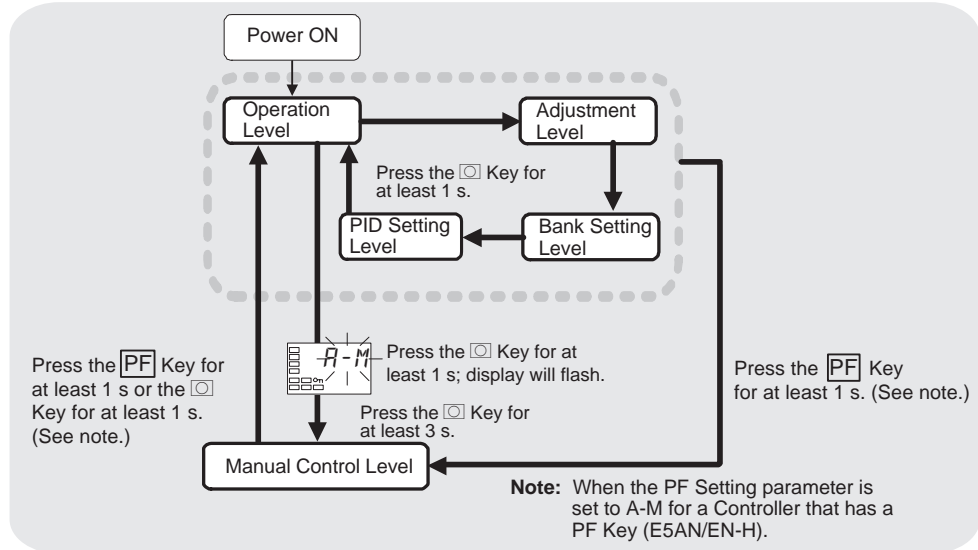 Power ON
Operation
Level
Adjustment
Level
Press the Key for
at least 1 s.
PID Setting
Level
Bank Setting
Level
A-M
Press the Key for at
least 1 s; display will flash.
Press the PF Key for
at least 1 s or the
Key for at least 1 s.
(See note.)
Press the PF Key
for at least 1 s. (See note.)
Press the Key for
at least 3 s.
Manual Control Level
Note: When the PF Setting parameter is
set to A-M for a Controller that has a
PF Key (E5AN/EN-H).